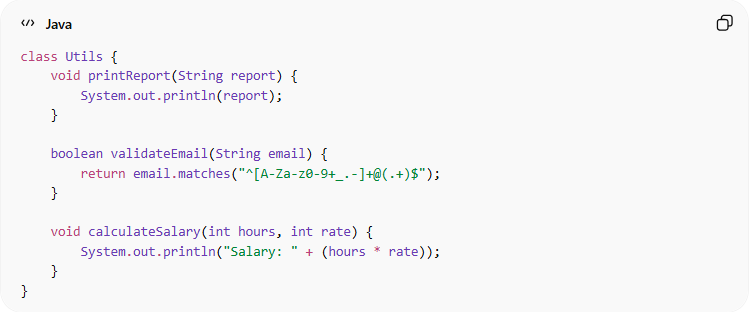 </> Java
class Utils {
    void printReport(String report) {
        System.out.println(report);
    }

    boolean validateEmail(String email) {
        return email.matches("^[A-Za-z0-9+_.-]+@(.+)$");
    }

    void calculateSalary(int hours, int rate) {
        System.out.println("Salary: " + (hours * rate));
    }
}